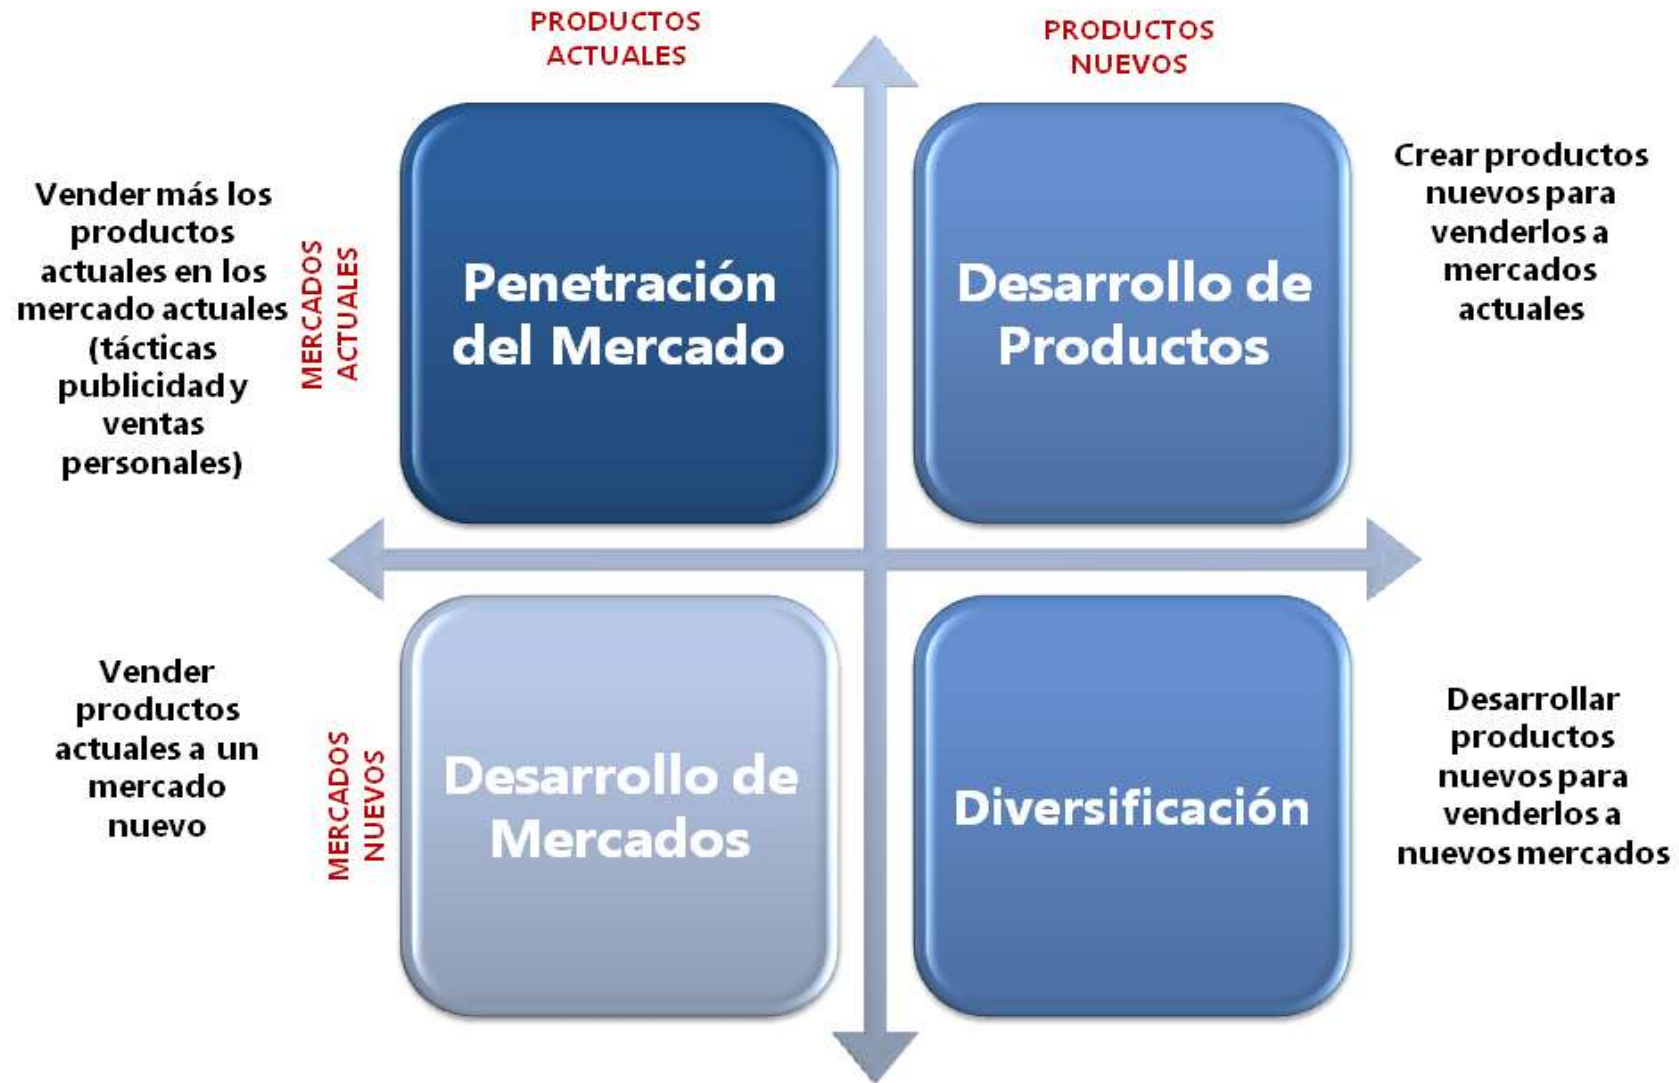 PRODUCTOS
ACTUALES
PRODUCTOS
NUEVOS
Vender más los
productos
actuales en los
mercado actuales
(tácticas
publicidad y
ventas
personales)
MERCADOS
ACTUALES
Penetración
del Mercado
Desarrollo de
Productos
Crear productos
nuevos para
venderlos a
mercados
actuales
Vender
productos
actuales a un
mercado
nuevo
MERCADOS
NUEVOS
Desarrollo de
Mercados
Diversificación
Desarrollar
productos
nuevos para
venderlos a
nuevos mercados